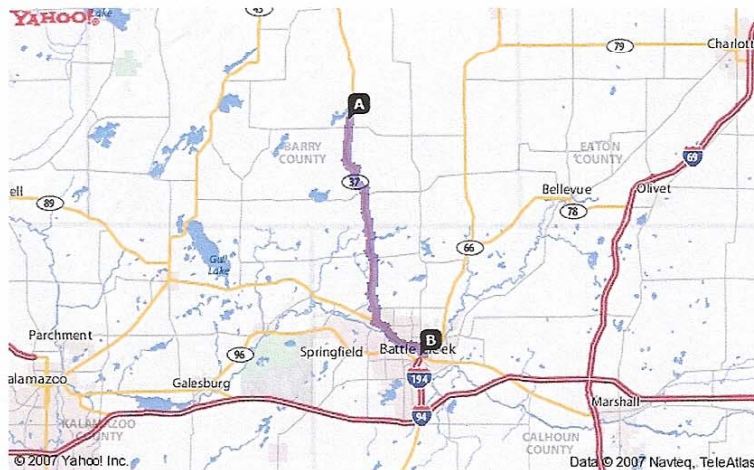 YAHOO!
Lake
43
79
Charlott
A
BARRY
COUNTY
EATON
COUNTY
69
37
ell
89
Bellevue
Olivet
78
66
Gull
Lake
Parchment
B
96
Springfield
Battle Creek
alamazoo
Galesburg
194
94
Marshall
KALAMAZOO
COUNTY
CALHOUN
COUNTY
© 2007 Yahoo! Inc.
Data © 2007 Navteq, TeleAtlas